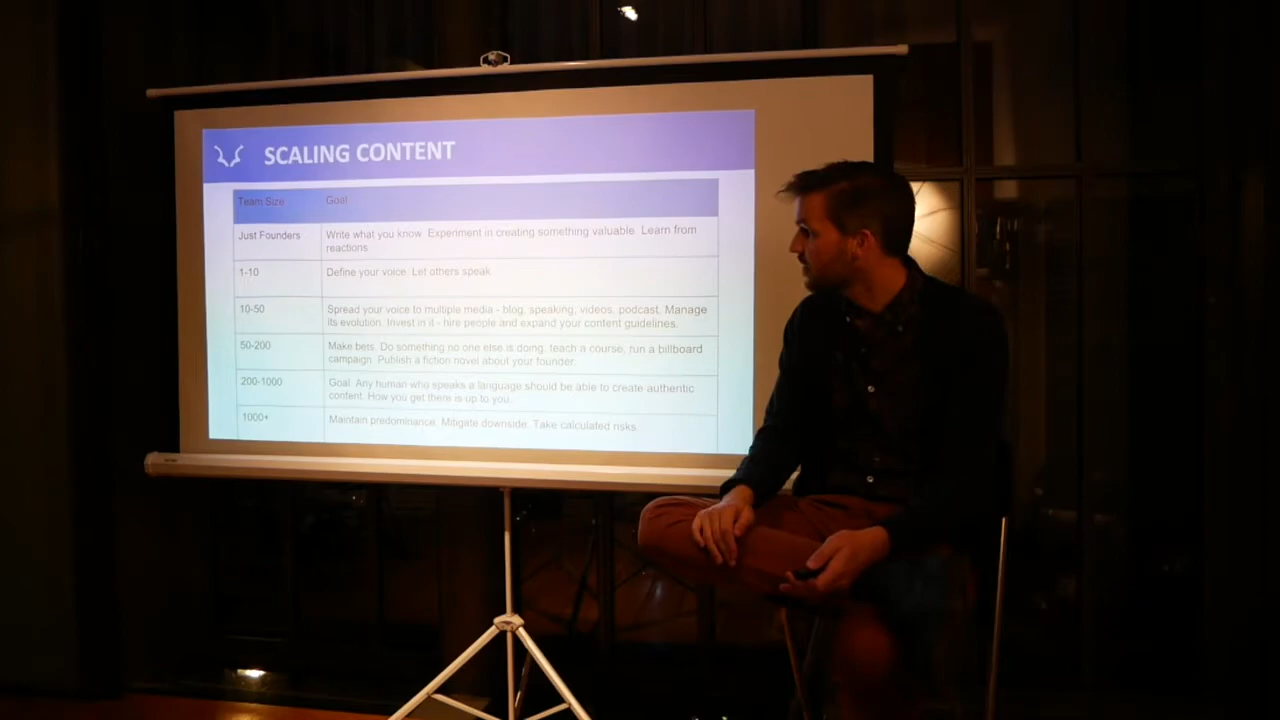 SCALING CONTENT
Team Size Goal
Just Founders Write what you know. Experiment in creating something valuable. Learn from
reactions
1-10 Define your voice. Let others speak.
10-50 Spread your voice to multiple media - blog, speaking, videos, podcast. Manage
its evolution. Invest in it - hire people and expand your content guidelines.
50-200 Make bets. Do something no one else is doing: teach a course, run a billboard
campaign. Publish a fiction novel about your founder.
200-1000 Goal: Any human who speaks a language should be able to create authentic
content. How you get there is up to you.
1000+ Maintain predominance. Mitigate downside. Take calculated risks.